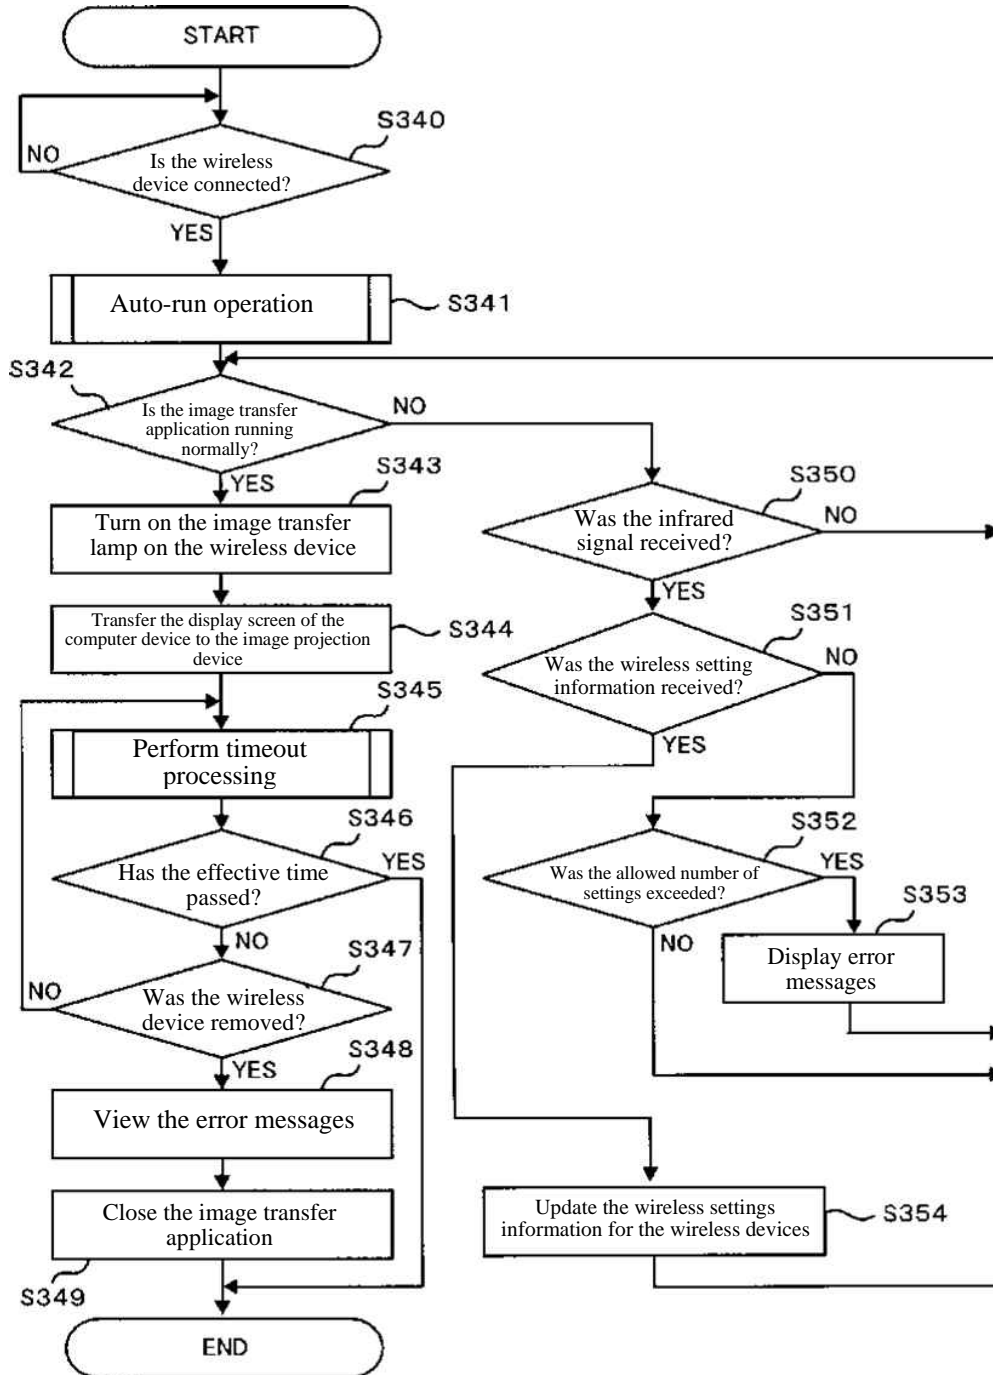 START
S340
NO
Is the wireless
device connected?
YES
Auto-run operation
S341
S342
Is the image transfer
application running
normally?
NO
YES
S343
Turn on the image transfer
lamp on the wireless device
Transfer the display screen of the
computer device to the image projection
device
S344
S345
Perform timeout
processing
S346
Has the effective time
passed?
YES
NO
S347
NO
Was the wireless
device removed?
YES
S348
View the error messages
Close the image transfer
application
S349
END
S350
Was the infrared
signal received?
NO
YES
S351
Was the wireless setting
information received?
NO
YES
S352
Was the allowed number of
settings exceeded?
YES
NO
S353
Display error
messages
Update the wireless settings
information for the wireless devices
S354